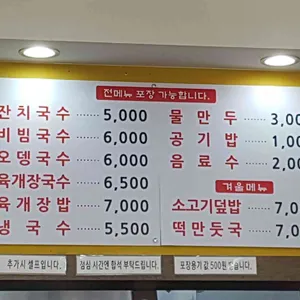 전메뉴 포장 가능합니다.
잔치국수 ······ 5,000
비빔국수 ······ 6,000
오뎅국수 ······ 6,000
육개장국수 ······ 6,500
육개장밥 ······ 7,000
냉국수 ······ 5,500
물만두 ······ 3,00
공기밥 ······ 1,00
음료수 ······ 2,00
겨울메뉴
소고기덮밥 ······ 7,0
떡만둣국 ······ 7,0
추가시 셀프입니다.
점심 시간엔 합석 부탁드립니다.
포장용기 값 500원